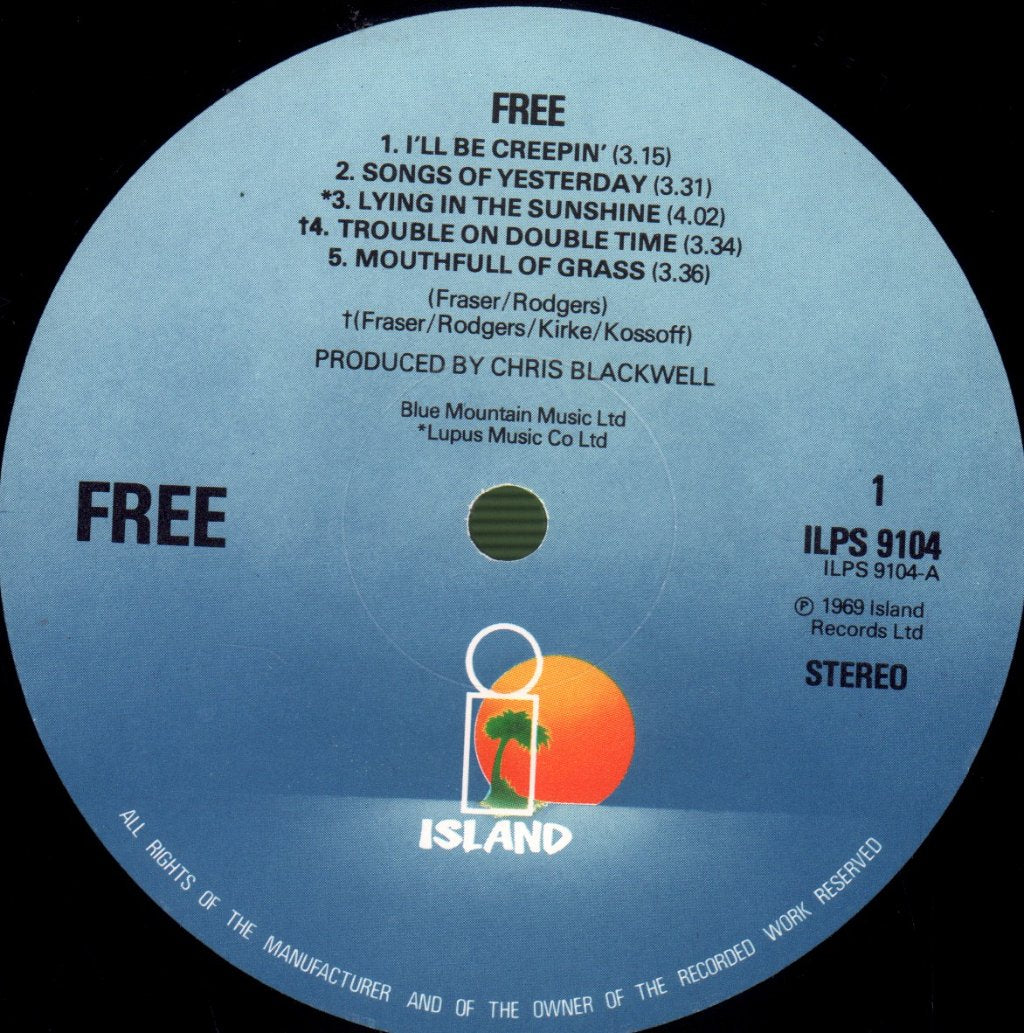 FREE
1. I'LL BE CREEPIN' (3.15)
2. SONGS OF YESTERDAY (3.31)
*3. LYING IN THE SUNSHINE (4.02)
†4. TROUBLE ON DOUBLE TIME (3.34)
5. MOUTHFULL OF GRASS (3.36)
(Fraser/Rodgers)
†(Fraser/Rodgers/Kirke/Kossoff)
PRODUCED BY CHRIS BLACKWELL
Blue Mountain Music Ltd
*Lupus Music Co Ltd
FREE
1
ILPS 9104
ILPS 9104-A
℗ 1969 Island
Records Ltd
STEREO
ISLAND
ALL RIGHTS OF THE MANUFACTURER AND OF THE OWNER OF THE RECORDED WORK RESERVED